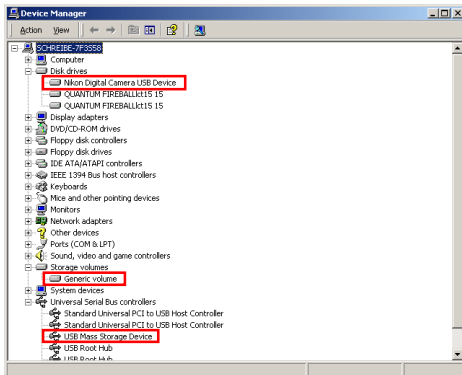 Device Manager
Action View
SCHREIBE-7F3558
Computer
Disk drives
Nikon Digital Camera USB Device
QUANTUM FIREBALLlct15 15
QUANTUM FIREBALLlct15 15
Display adapters
DVD/CD-ROM drives
Floppy disk controllers
Floppy disk drives
IDE ATA/ATAPI controllers
IEEE 1394 Bus host controllers
Keyboards
Mice and other pointing devices
Monitors
Network adapters
Other devices
Ports (COM & LPT)
Sound, video and game controllers
Storage volumes
Generic volume
System devices
Universal Serial Bus controllers
Standard Universal PCI to USB Host Controller
Standard Universal PCI to USB Host Controller
USB Mass Storage Device
USB Root Hub
USB Root Hub